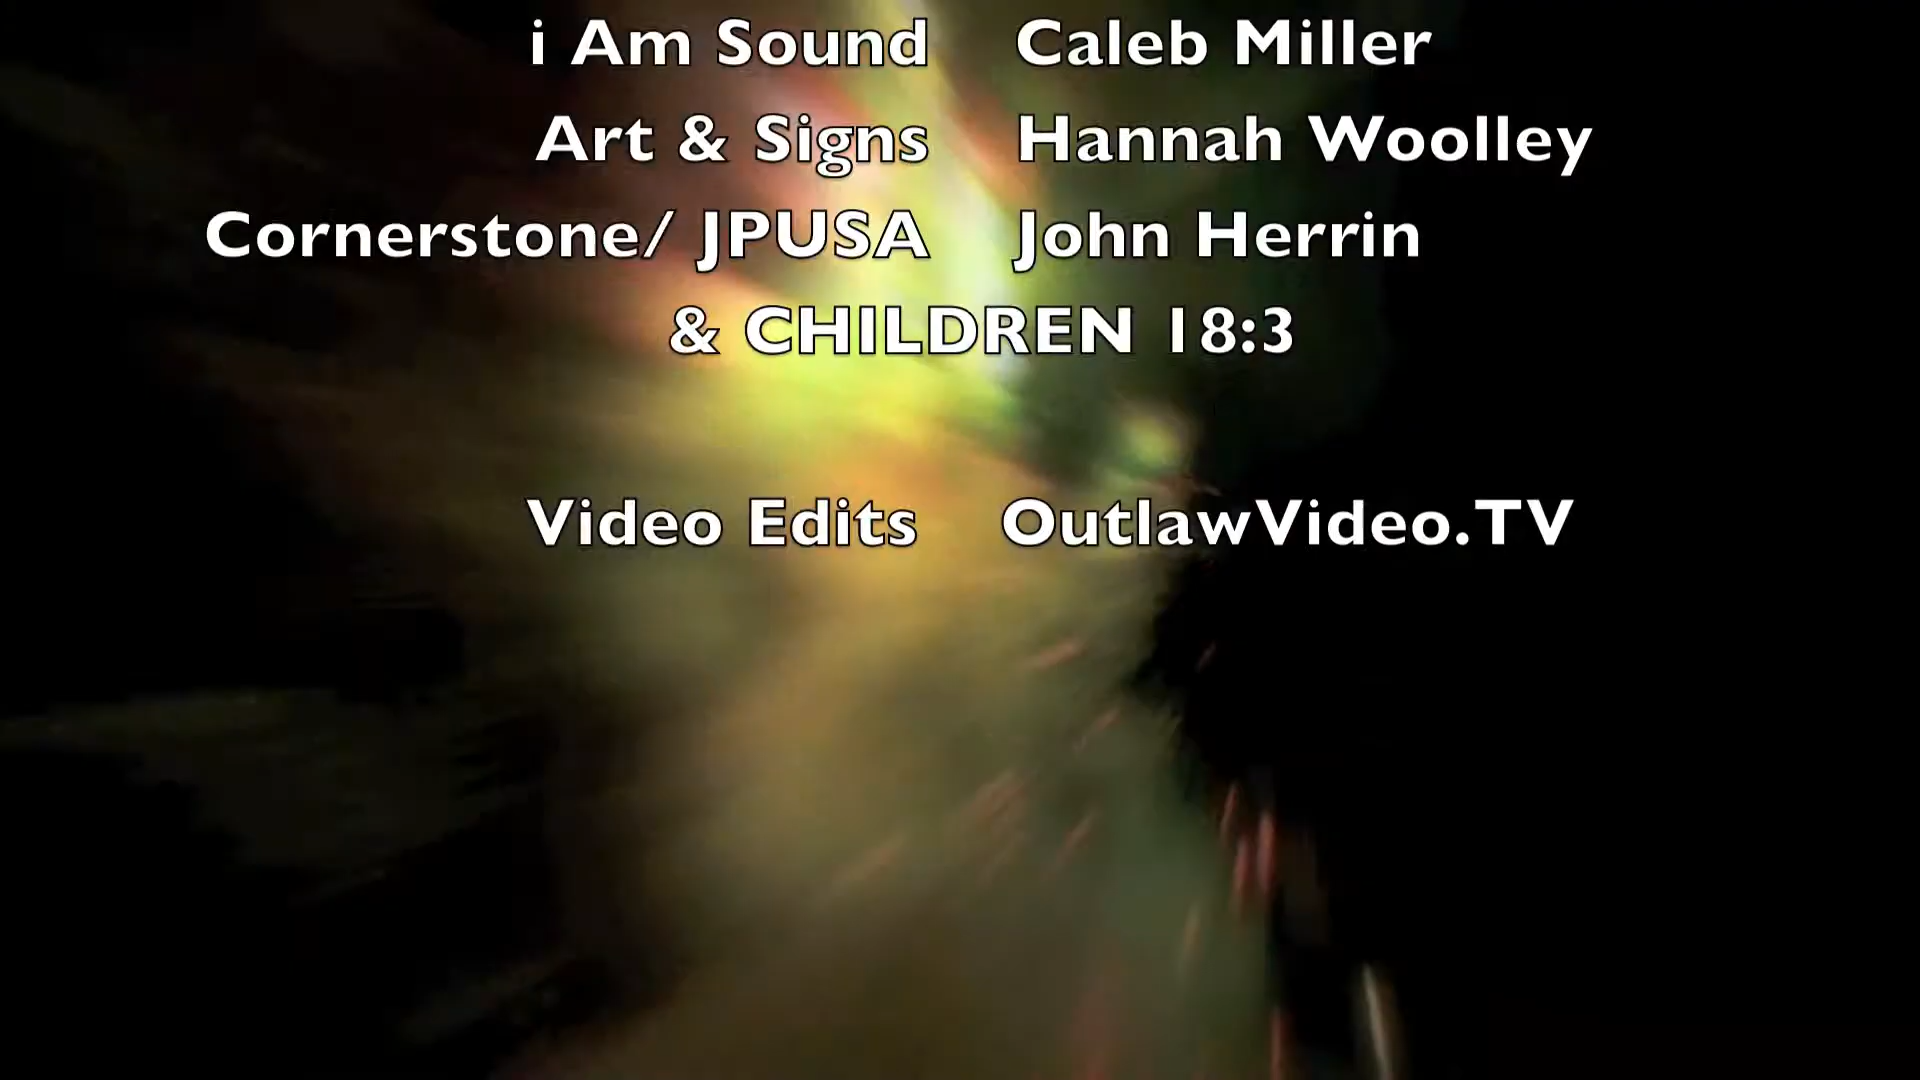 i Am Sound Caleb Miller
Art & Signs Hannah Woolley
Cornerstone/ JPUSA John Herrin
& CHILDREN 18:3
Video Edits OutlawVideo.TV